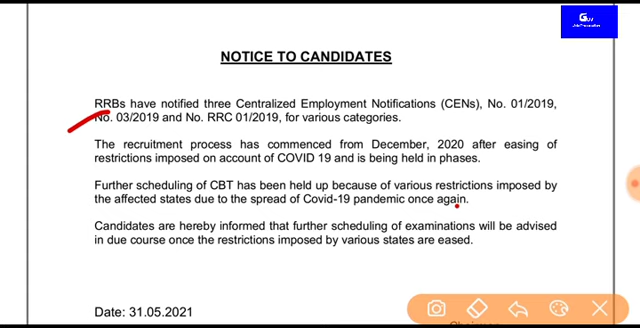 NOTICE TO CANDIDATES
RRBs have notified three Centralized Employment Notifications (CENs), No. 01/2019,
No. 03/2019 and No. RRC 01/2019, for various categories.
The recruitment process has commenced from December, 2020 after easing of
restrictions imposed on account of COVID 19 and is being held in phases.
Further scheduling of CBT has been held up because of various restrictions imposed by
the affected states due to the spread of Covid-19 pandemic once again.
Candidates are hereby informed that further scheduling of examinations will be advised
in due course once the restrictions imposed by various states are eased.
Date: 31.05.2021